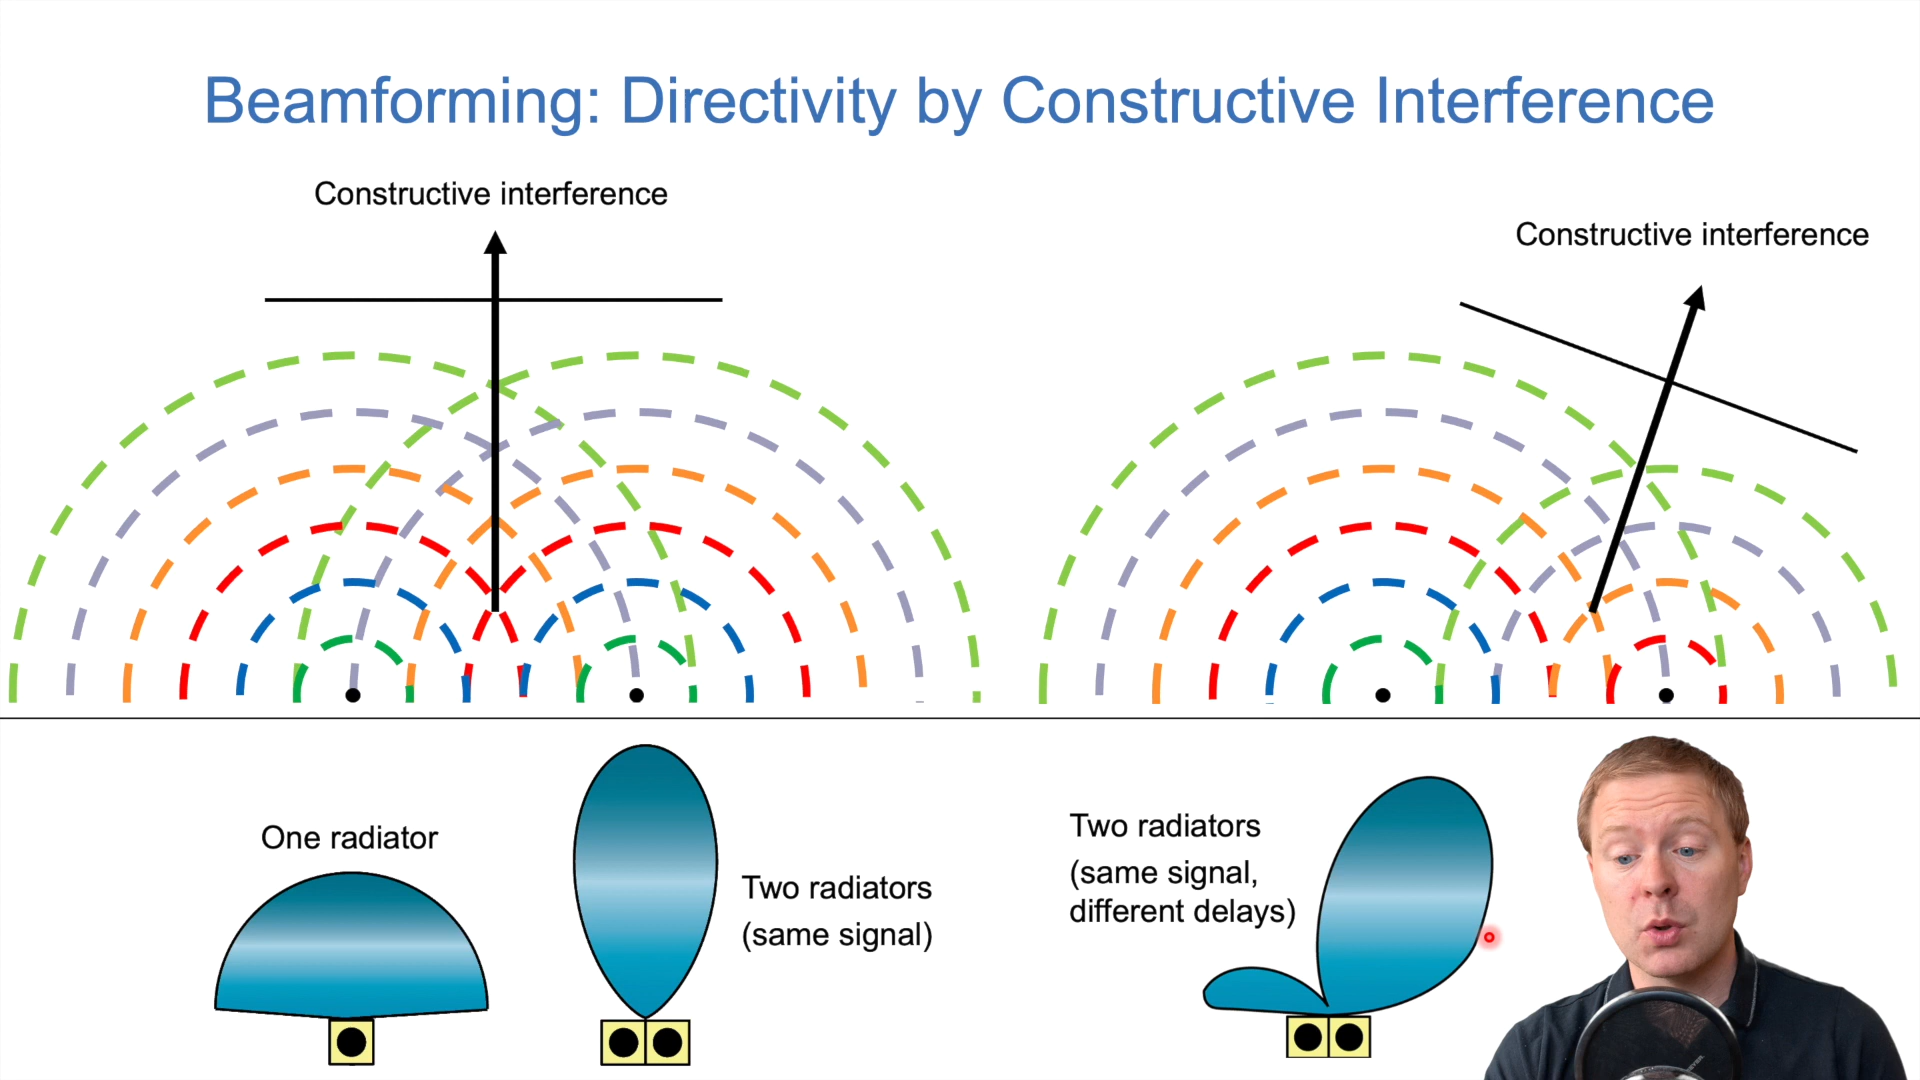 Beamforming: Directivity by Constructive Interference
Constructive interference
Constructive interference
One radiator
Two radiators
(same signal)
Two radiators
(same signal,
different delays)